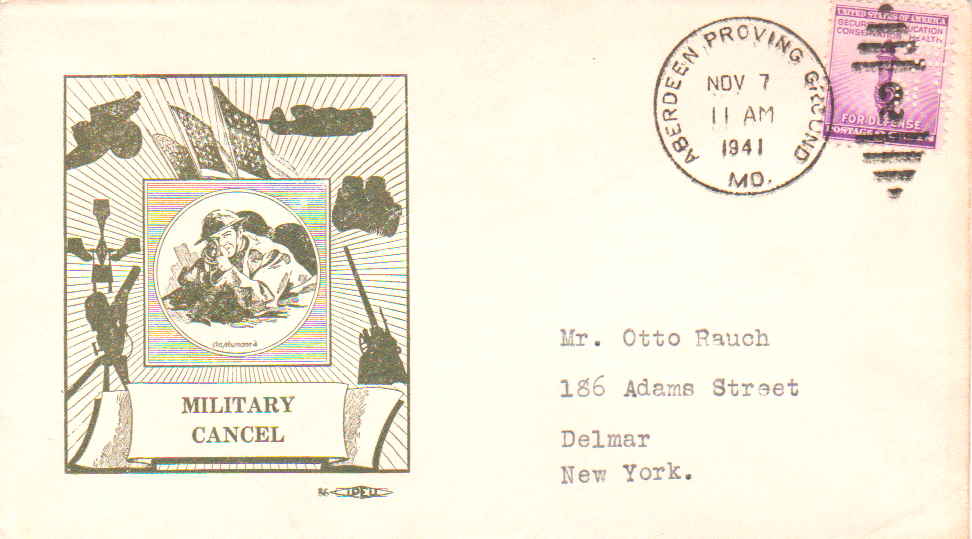 ABERDEEN PROVING GROUND
NOV 7
11 AM
1941
MD.
UNITED STATES OF AMERICA
FOR DEFENSE
POSTAGE
MILITARY
CANCEL
Mr. Otto Rauch
186 Adams Street
Delmar
New York.